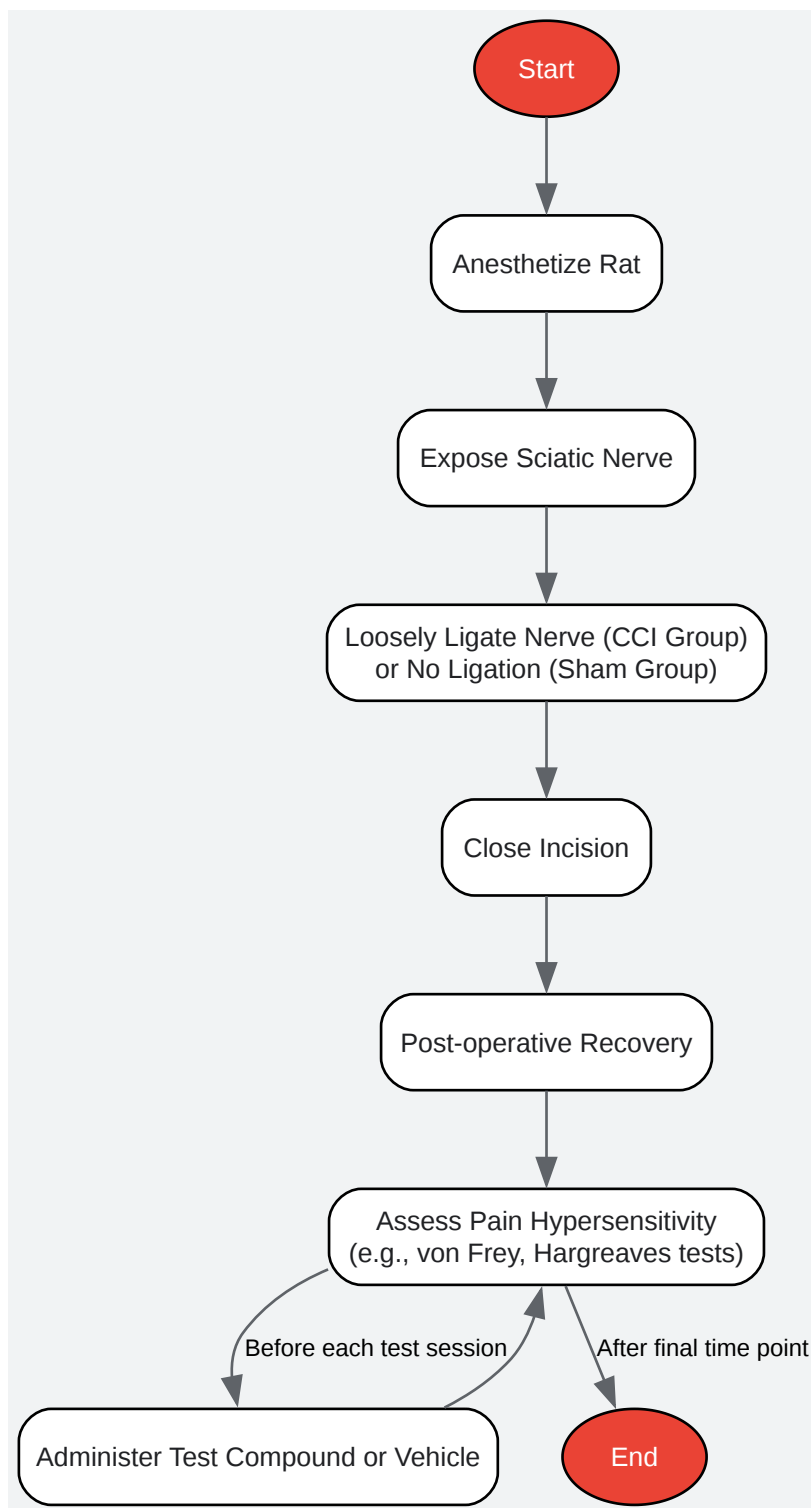 Start
Anesthetize Rat
Expose Sciatic Nerve
Loosely Ligate Nerve (CCI Group)
or No Ligation (Sham Group)
Close Incision
Post-operative Recovery
Assess Pain Hypersensitivity
(e.g., von Frey, Hargreaves tests)
Before each test session
After final time point
Administer Test Compound or Vehicle
End